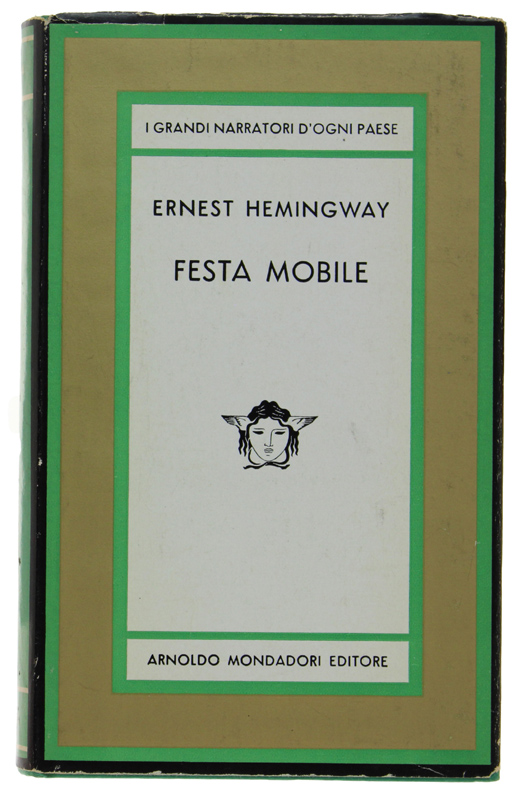 I GRANDI NARRATORI D'OGNI PAESE
ERNEST HEMINGWAY
FESTA MOBILE
ARNOLDO MONDADORI EDITORE